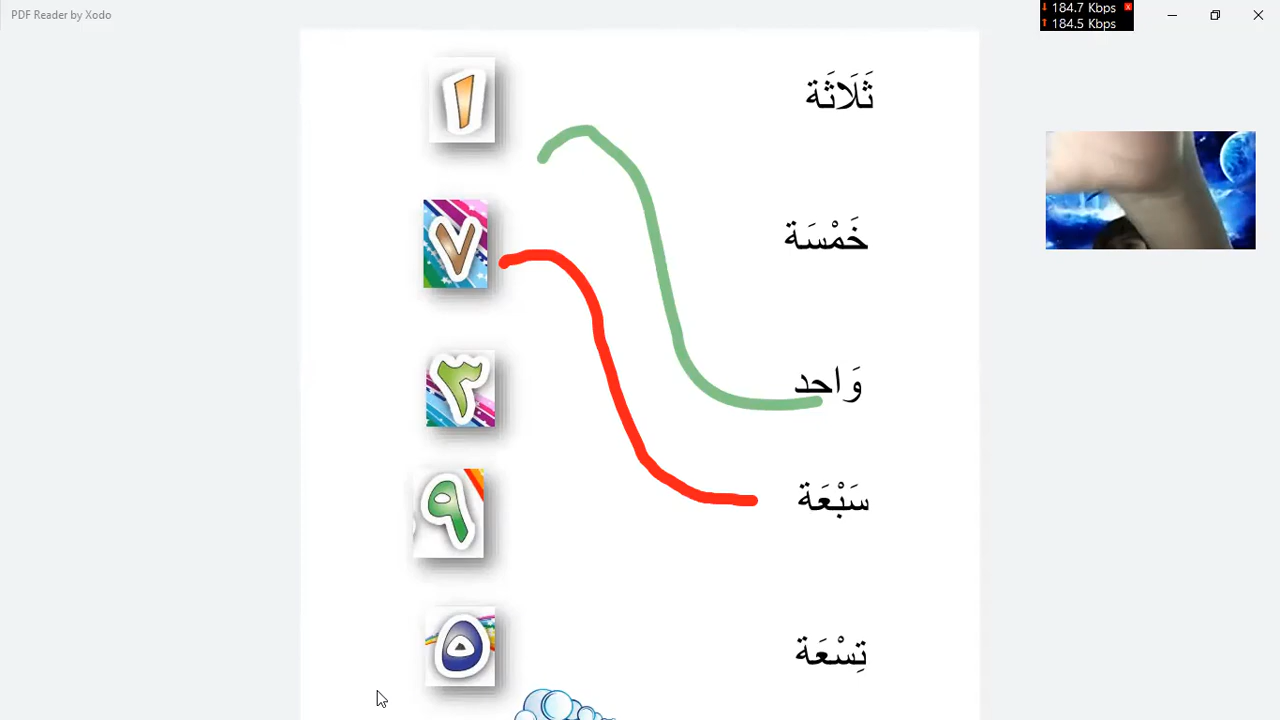 PDF Reader by Xodo
184.7 Kbps
184.5 Kbps
١ ثَلَاثَة
٧ خَمْسَة
٣ وَاحد
٩ سَبْعَة
٥ تِسْعَة